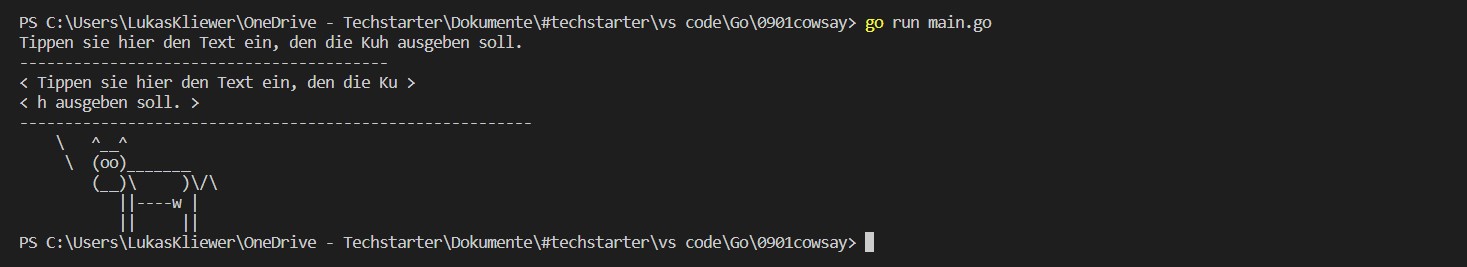 PS C:\Users\LukasKliewer\OneDrive - Techstarter\Dokumente\#techstarter\vs code\Go\0901cowsay> go run main.go
Tippen sie hier den Text ein, den die Kuh ausgeben soll.
-----------------------------------------
< Tippen sie hier den Text ein, den die Ku >
< h ausgeben soll. >
---------------------------------------------------------
    \   ^__^
     \  (oo)_______
        (__)\     )\/\
           ||----w |
           ||     ||
PS C:\Users\LukasKliewer\OneDrive - Techstarter\Dokumente\#techstarter\vs code\Go\0901cowsay>